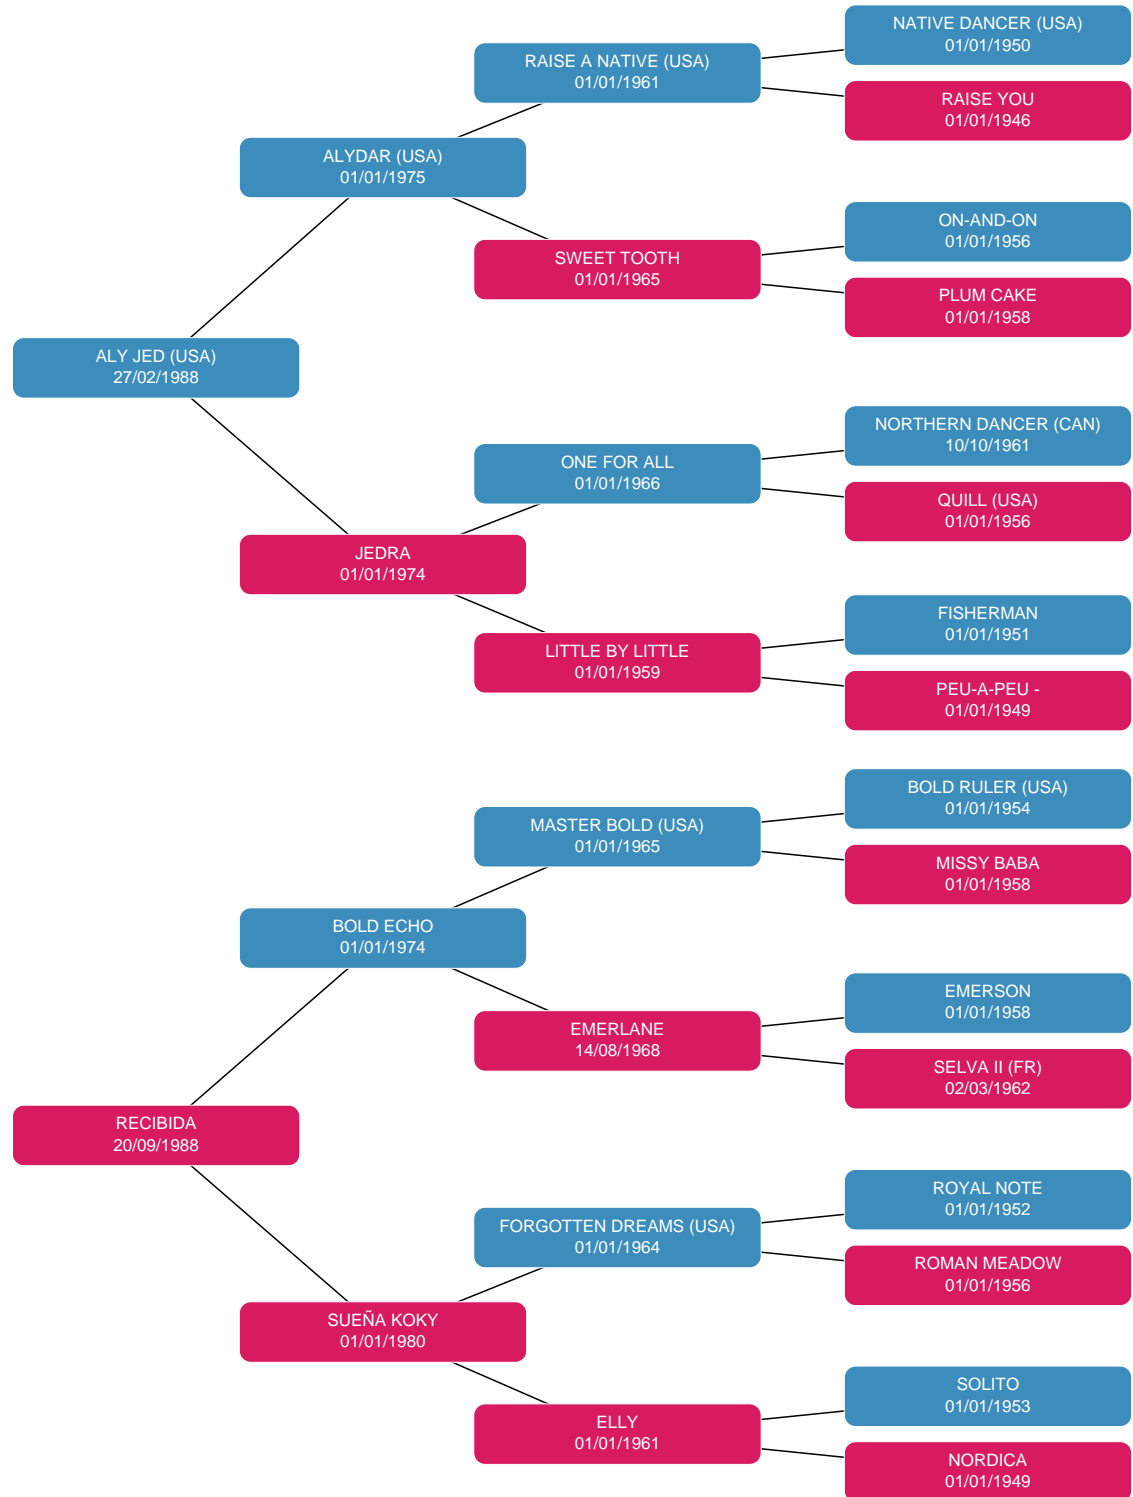 NATIVE DANCER (USA)
01/01/1950
RAISE A NATIVE (USA)
01/01/1961
RAISE YOU
01/01/1946
ALYDAR (USA)
01/01/1975
ON-AND-ON
01/01/1956
SWEET TOOTH
01/01/1965
PLUM CAKE
01/01/1958
ALY JED (USA)
27/02/1988
NORTHERN DANCER (CAN)
10/10/1961
ONE FOR ALL
01/01/1966
QUILL (USA)
01/01/1956
JEDRA
01/01/1974
FISHERMAN
01/01/1951
LITTLE BY LITTLE
01/01/1959
PEU-A-PEU -
01/01/1949
BOLD RULER (USA)
01/01/1954
MASTER BOLD (USA)
01/01/1965
MISSY BABA
01/01/1958
BOLD ECHO
01/01/1974
EMERSON
01/01/1958
EMERLANE
14/08/1968
SELVA II (FR)
02/03/1962
RECIBIDA
20/09/1988
ROYAL NOTE
01/01/1952
FORGOTTEN DREAMS (USA)
01/01/1964
ROMAN MEADOW
01/01/1956
SUEÑA KOKY
01/01/1980
SOLITO
01/01/1953
ELLY
01/01/1961
NORDICA
01/01/1949